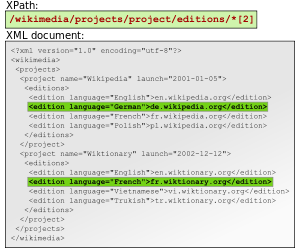 XPath:
/wikimedia/projects/project/editions/*[2]
XML document:
<?xml version="1.0" encoding="utf-8"?>
<wikimedia>
<projects>
<project name="Wikipedia" launch="2001-01-05">
<editions>
<edition language="English">en.wikipedia.org</edition>
<edition language="German">de.wikipedia.org</edition>
<edition language="French">fr.wikipedia.org</edition>
<edition language="Polish">pl.wikipedia.org</edition>
</editions>
</project>
<project name="Wiktionary" launch="2002-12-12">
<editions>
<edition language="English">en.wiktionary.org</edition>
<edition language="French">fr.wiktionary.org</edition>
<edition language="Vietnamese">vi.wiktionary.org</edition>
<edition language="Trukish">tr.wiktionary.org</edition>
</editions>
</project>
</projects>
</wikimedia>